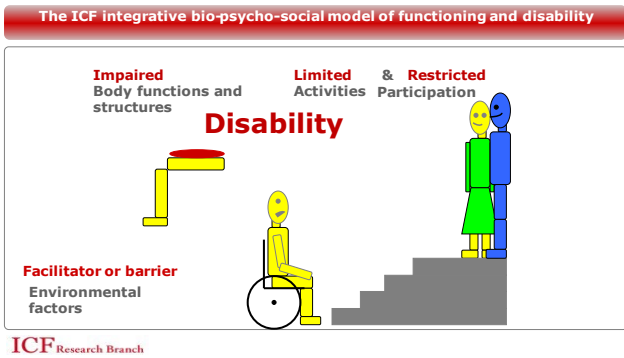 The ICF integrative bio-psycho-social model of functioning and disability
Impaired
Body functions and
structures
Limited & Restricted
Activities Participation
Disability
Facilitator or barrier
Environmental
factors
ICF Research Branch